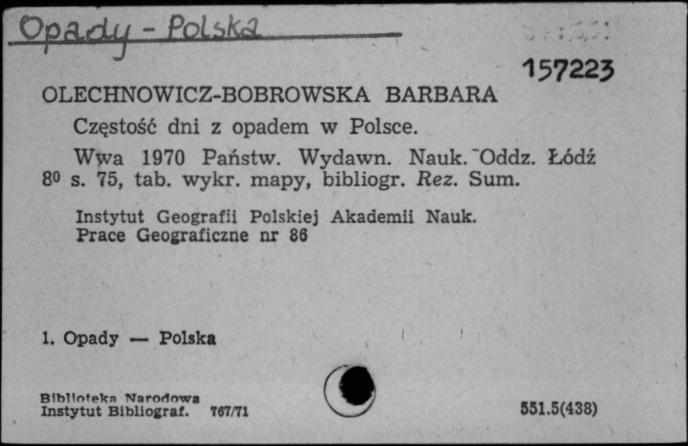 Opady - Polska
157223
OLECHNOWICZ-BOBROWSKA BARBARA
Częstość dni z opadem w Polsce.
Wwa 1970 Państw. Wydawn. Nauk. Oddz. Łódź
8⁰ s. 75, tab. wykr. mapy, bibliogr. Rez. Sum.
Instytut Geografii Polskiej Akademii Nauk.
Prace Geograficzne nr 86
1. Opady — Polska
Biblioteka Narodowa
Instytut Bibliograf. 767/71
551.5(438)